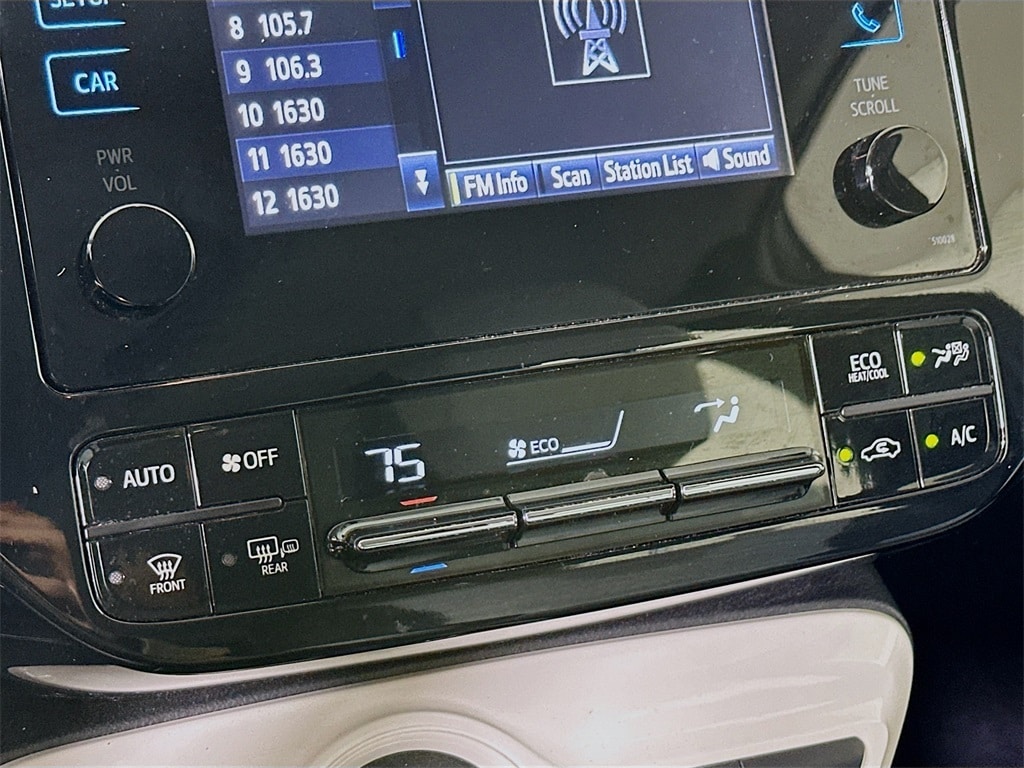 SETUP
8 105.7
CAR
9 106.3
10 1630
11 1630
12 1630
TUNE
SCROLL
PWR
VOL
FM Info
Scan
Station List
Sound
510028
ECO
HEAT/COOL
AUTO
OFF
75
ECO
A/C
FRONT
REAR